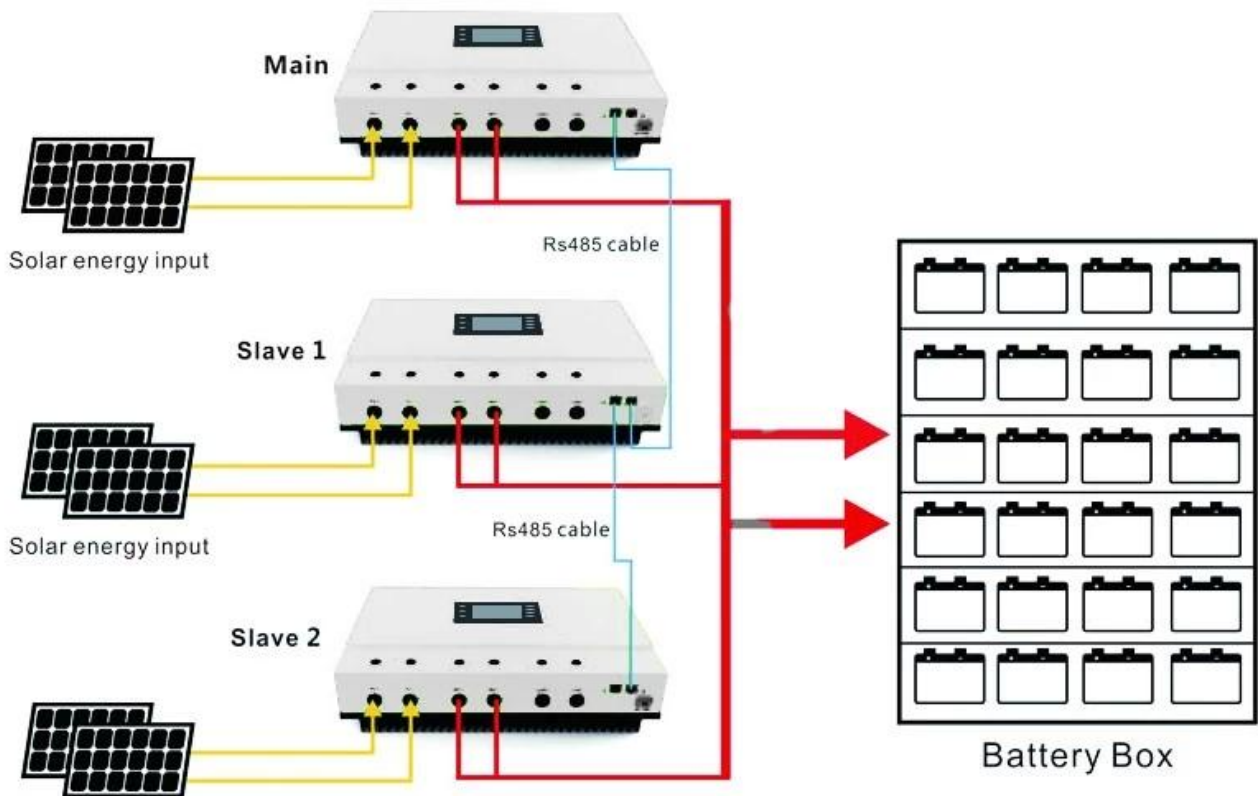 Main
Solar energy input
Rs485 cable
Slave 1
Solar energy input
Rs485 cable
Slave 2
Battery Box